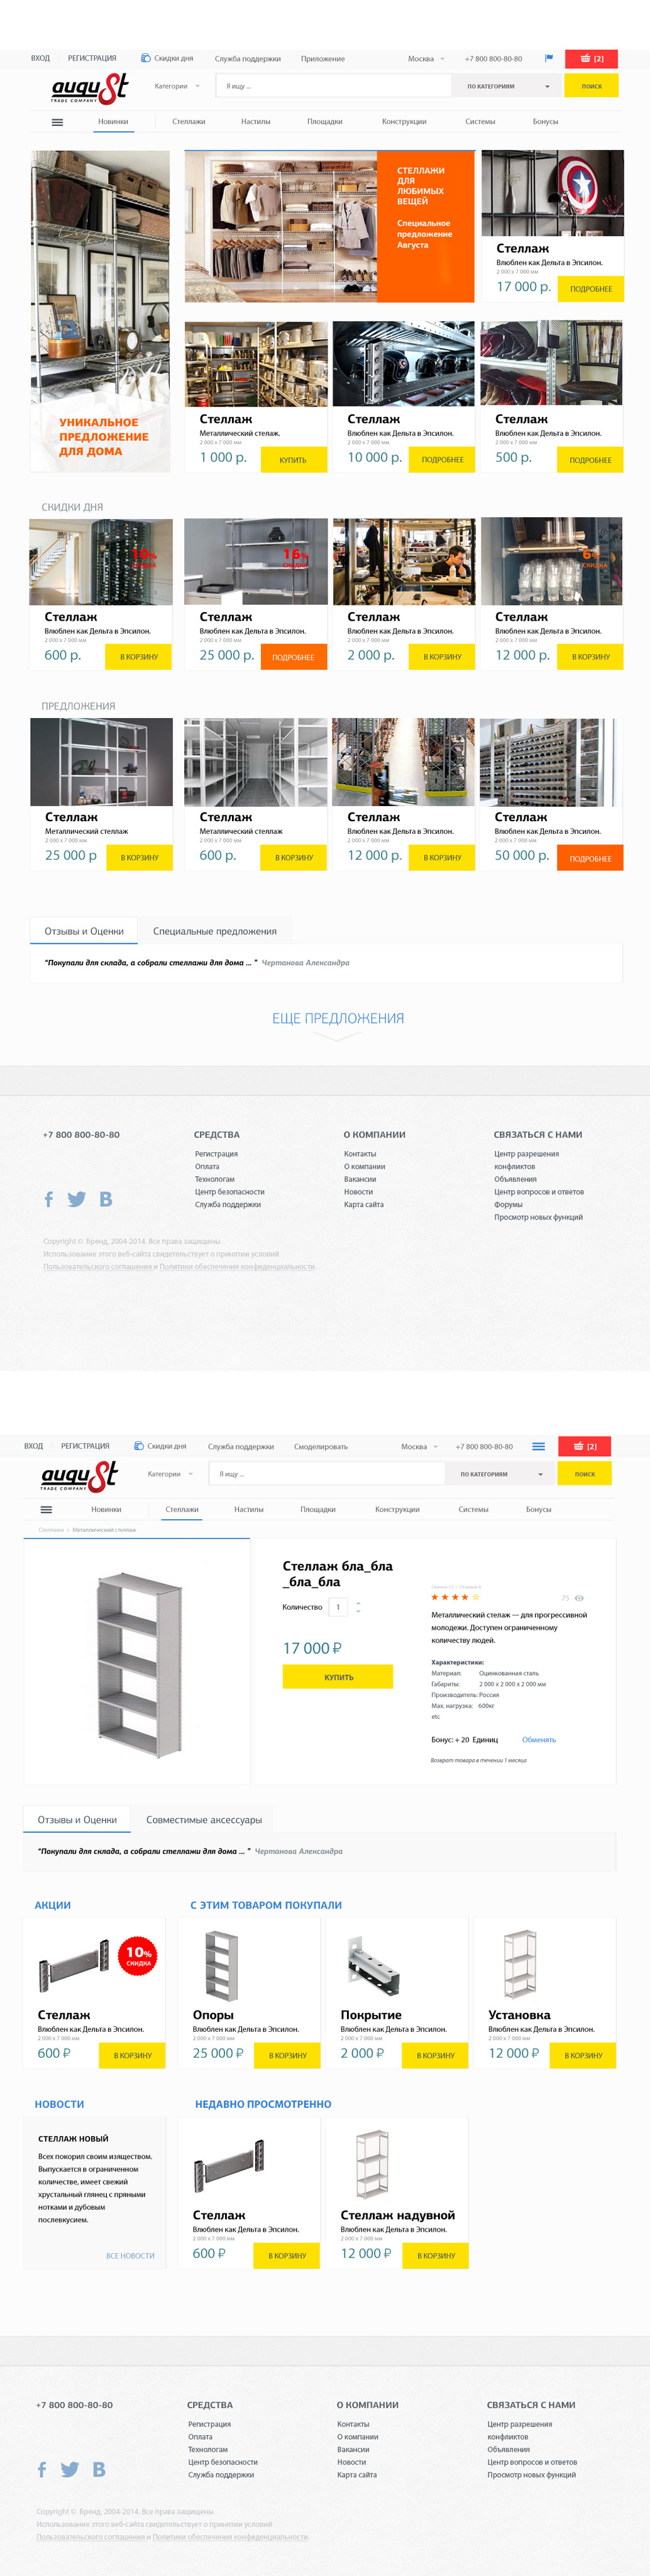 ВХОД РЕГИСТРАЦИЯ Скидки дня Служба поддержки Приложение Москва +7 800 800-80-80 [2]
auguSt
TRADE COMPANY
Категории Я ищу ... ПО КАТЕГОРИЯМ ПОИСК
Новинки Стеллажи Настилы Площадки Конструкции Системы Бонусы
УНИКАЛЬНОЕ
ПРЕДЛОЖЕНИЕ
ДЛЯ ДОМА
СТЕЛЛАЖИ
ДЛЯ
ЛЮБИМЫХ
ВЕЩЕЙ
Специальное
предложение
Августа
Стеллаж
Влюблен как Дельта в Эпсилон.
2 000 х 7 000 мм
17 000 р. ПОДРОБНЕЕ
Стеллаж Стеллаж Стеллаж
Металлический стелаж. Влюблен как Дельта в Эпсилон. Влюблен как Дельта в Эпсилон.
2 000 х 7 000 мм 2 000 х 7 000 мм 2 000 х 7 000 мм
1 000 р. КУПИТЬ 10 000 р. ПОДРОБНЕЕ 500 р. ПОДРОБНЕЕ
СКИДКИ ДНЯ
10% 16% 6%
СКИДКА СКИДКА СКИДКА
Стеллаж Стеллаж Стеллаж Стеллаж
Влюблен как Дельта в Эпсилон. Влюблен как Дельта в Эпсилон. Влюблен как Дельта в Эпсилон. Влюблен как Дельта в Эпсилон.
2 000 х 7 000 мм 2 000 х 7 000 мм 2 000 х 7 000 мм 2 000 х 7 000 мм
600 р. В КОРЗИНУ 25 000 р. ПОДРОБНЕЕ 2 000 р. В КОРЗИНУ 12 000 р. В КОРЗИНУ
ПРЕДЛОЖЕНИЯ
Стеллаж Стеллаж Стеллаж Стеллаж
Металлический стеллаж Металлический стеллаж Влюблен как Дельта в Эпсилон. Влюблен как Дельта в Эпсилон.
2 000 х 7 000 мм 2 000 х 7 000 мм 2 000 х 7 000 мм 2 000 х 7 000 мм
25 000 р В КОРЗИНУ 600 р. В КОРЗИНУ 12 000 р. В КОРЗИНУ 50 000 р. ПОДРОБНЕЕ
Отзывы и Оценки Специальные предложения
"Покупали для склада, а собрали стеллажи для дома ... " Чертанова Александра
ЕЩЕ ПРЕДЛОЖЕНИЯ
+7 800 800-80-80 СРЕДСТВА О КОМПАНИИ СВЯЗАТЬСЯ С НАМИ
Регистрация Контакты Центр разрешения
Оплата О компании конфликтов
Технологам Вакансии Объявления
Центр безопасности Новости Центр вопросов и ответов
Служба поддержки Карта сайта Форумы
Просмотр новых функций
Copyright © Бренд, 2004-2014. Все права защищены.
Использование этого веб-сайта свидетельствует о принятии условий
Пользовательского соглашения и Политики обеспечения конфиденциальности.
ВХОД РЕГИСТРАЦИЯ Скидки дня Служба поддержки Смоделировать Москва +7 800 800-80-80 [2]
auguSt
TRADE COMPANY
Категории Я ищу ... ПО КАТЕГОРИЯМ ПОИСК
Новинки Стеллажи Настилы Площадки Конструкции Системы Бонусы
Стеллажи > Металлический стеллаж
Стеллаж бла_бла
_бла_бла
Количество 1
17 000 ₽
КУПИТЬ
75
Металлический стелаж — для прогрессивной
молодежи. Доступен ограниченному
количеству людей.
Характеристики:
Материал: Оцинкованная сталь
Габариты: 2 000 х 2 000 х 2 000 мм
Производитель: Россия
Мах. нагрузка: 600кг
etc
Бонус: + 20 Единиц Обменять
Возврат товара в течении 1 месяца
Отзывы и Оценки Совместимые аксессуары
"Покупали для склада, а собрали стеллажи для дома ... " Чертанова Александра
АКЦИИ С ЭТИМ ТОВАРОМ ПОКУПАЛИ
10%
СКИДКА
Стеллаж Опоры Покрытие Установка
Влюблен как Дельта в Эпсилон. Влюблен как Дельта в Эпсилон. Влюблен как Дельта в Эпсилон. Влюблен как Дельта в Эпсилон.
2 000 х 7 000 мм 2 000 х 7 000 мм 2 000 х 7 000 мм 2 000 х 7 000 мм
600 ₽ В КОРЗИНУ 25 000 ₽ В КОРЗИНУ 2 000 ₽ В КОРЗИНУ 12 000 ₽ В КОРЗИНУ
НОВОСТИ НЕДАВНО ПРОСМОТРЕННО
СТЕЛЛАЖ НОВЫЙ
Всех покорил своим изяществом.
Выпускается в ограниченном
количестве, имеет свежий
хрустальный глянец с пряными
нотками и дубовым
послевкусием.
ВСЕ НОВОСТИ
Стеллаж Стеллаж надувной
Влюблен как Дельта в Эпсилон. Влюблен как Дельта в Эпсилон.
2 000 х 7 000 мм 2 000 х 7 000 мм
600 ₽ В КОРЗИНУ 12 000 ₽ В КОРЗИНУ
+7 800 800-80-80 СРЕДСТВА О КОМПАНИИ СВЯЗАТЬСЯ С НАМИ
Регистрация Контакты Центр разрешения
Оплата О компании конфликтов
Технологам Вакансии Объявления
Центр безопасности Новости Центр вопросов и ответов
Служба поддержки Карта сайта Просмотр новых функций
Copyright © Бренд, 2004-2014. Все права защищены.
Использование этого веб-сайта свидетельствует о принятии условий
Пользовательского соглашения и Политики обеспечения конфиденциальности.